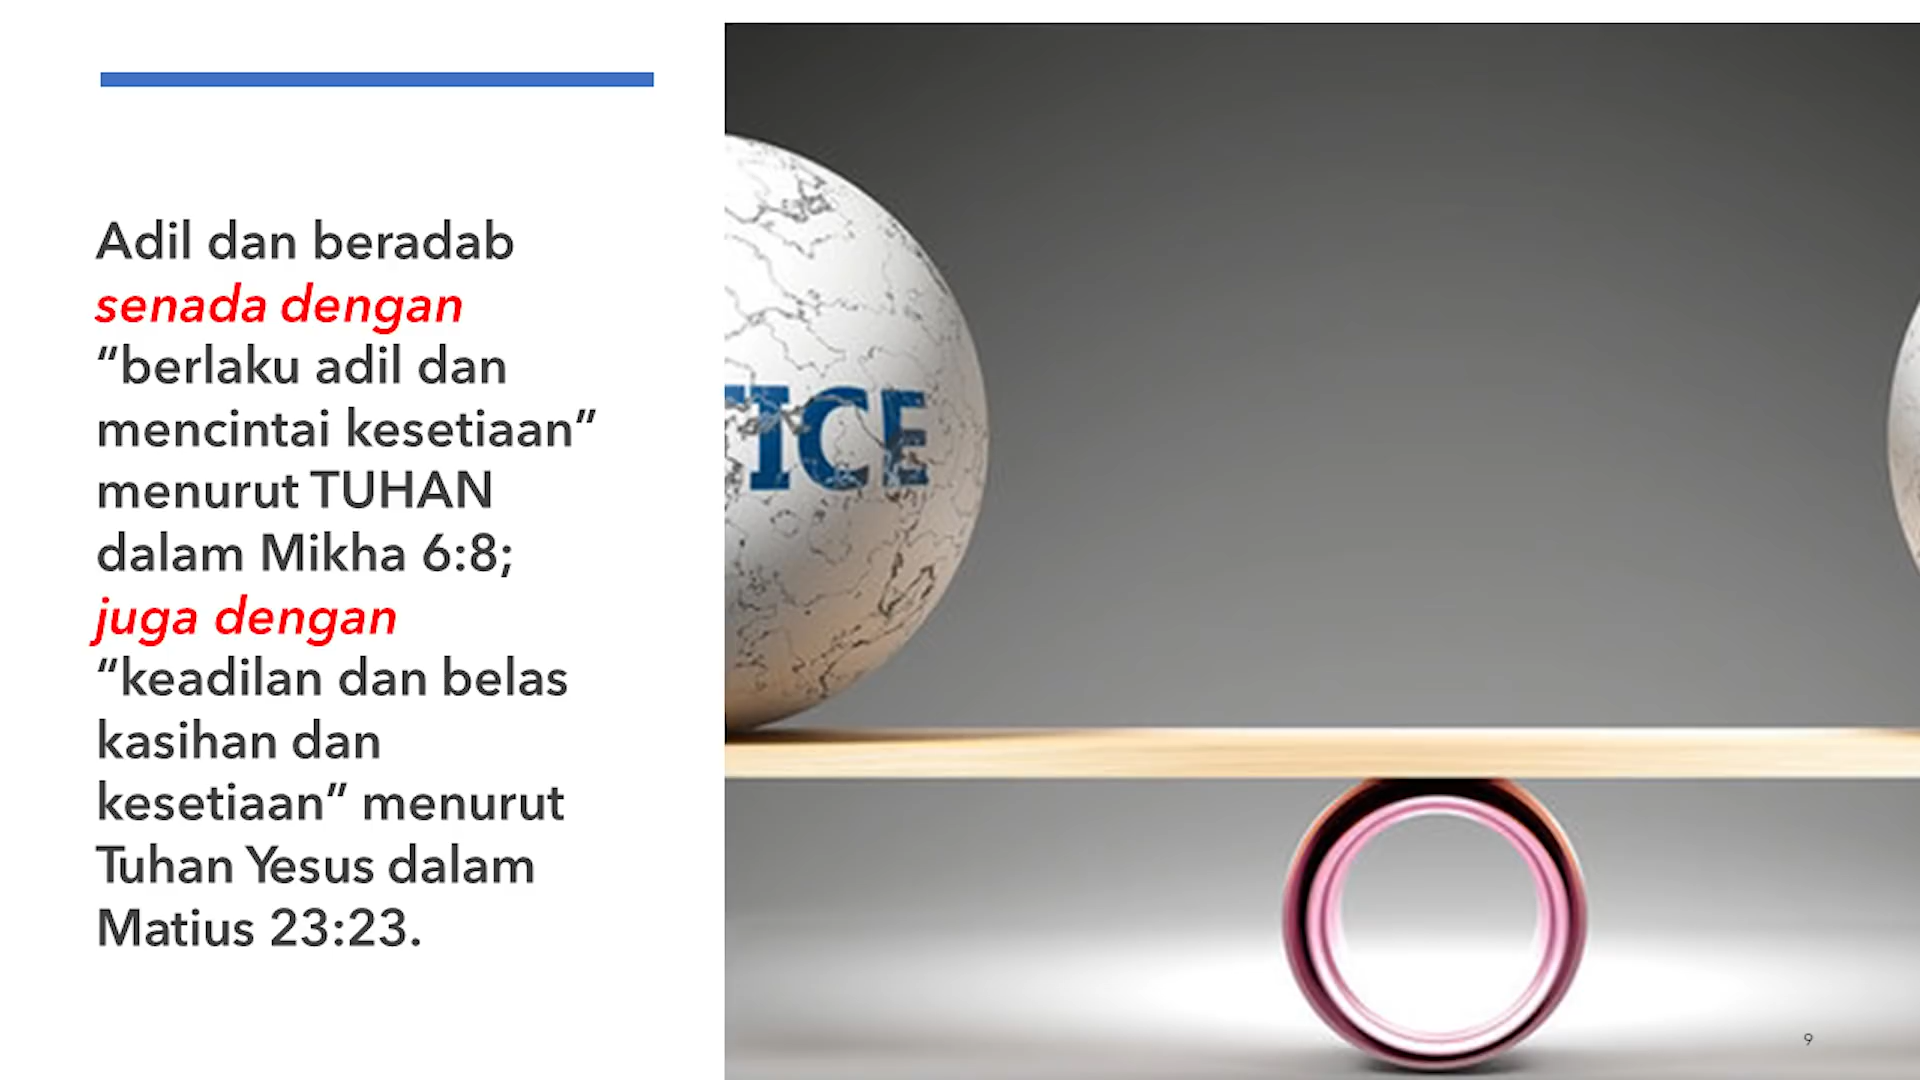 Adil dan beradab
senada dengan
“berlaku adil dan
mencintai kesetiaan”
menurut TUHAN
dalam Mikha 6:8;
juga dengan
“keadilan dan belas
kasihan dan
kesetiaan” menurut
Tuhan Yesus dalam
Matius 23:23.
TICE
9